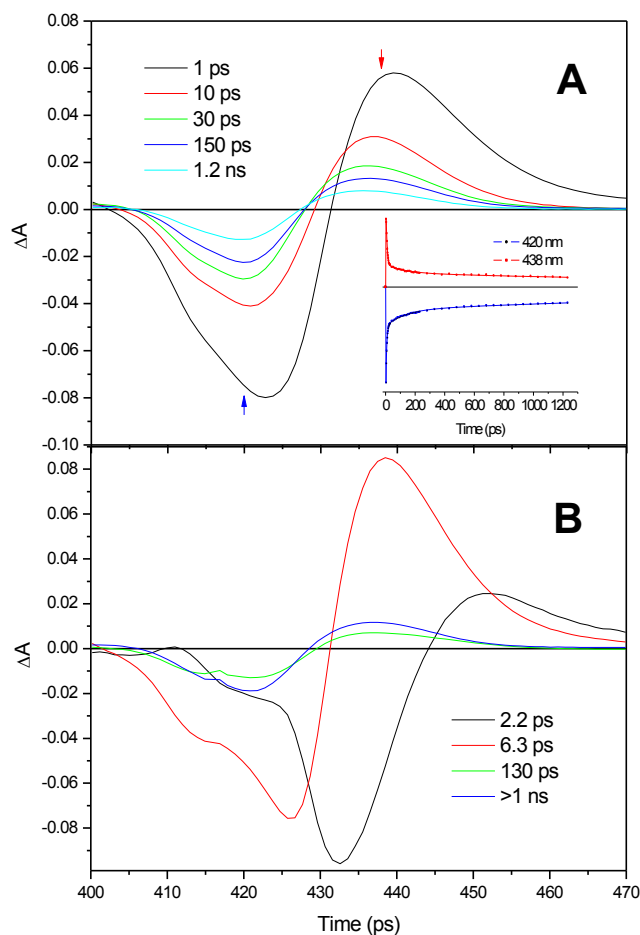 0.06
0.04
0.02
0.00
-0.02
-0.04
-0.06
-0.08
-0.10
ΔA
1 ps
10 ps
30 ps
150 ps
1.2 ns
A
420 nm
438 nm
0 200 400 600 800 1000 1200
Time (ps)
0.08
0.06
0.04
0.02
0.00
-0.02
-0.04
-0.06
-0.08
ΔA
B
2.2 ps
6.3 ps
130 ps
>1 ns
400 410 420 430 440 450 460 470
Time (ps)